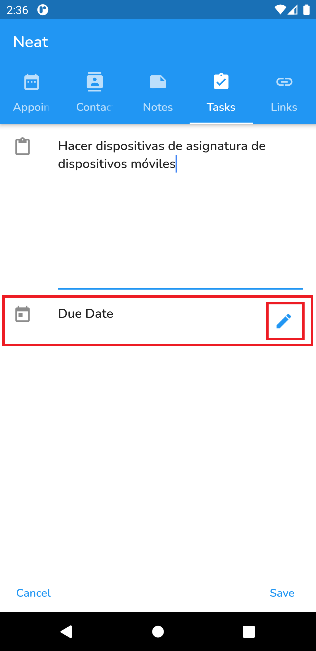 2:36
Neat
Appoin
Contac
Notes
Tasks
Links
Hacer dispositivas de asignatura de
dispositivos móviles
Due Date
Cancel
Save